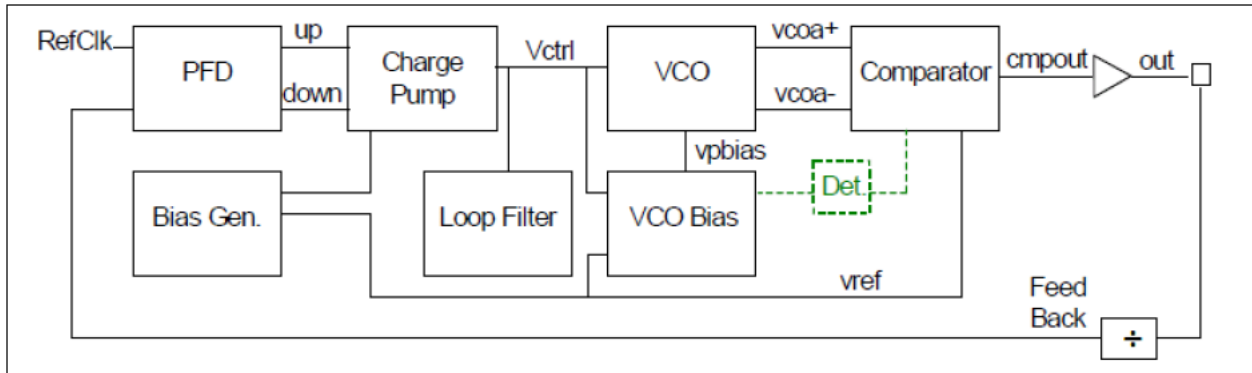 RefClk
PFD
up
down
Charge
Pump
Vctrl
VCO
vcoa+
vcoa-
Comparator
cmpout
out
vpbias
Bias Gen.
Loop Filter
VCO Bias
Det.
vref
Feed
Back
÷